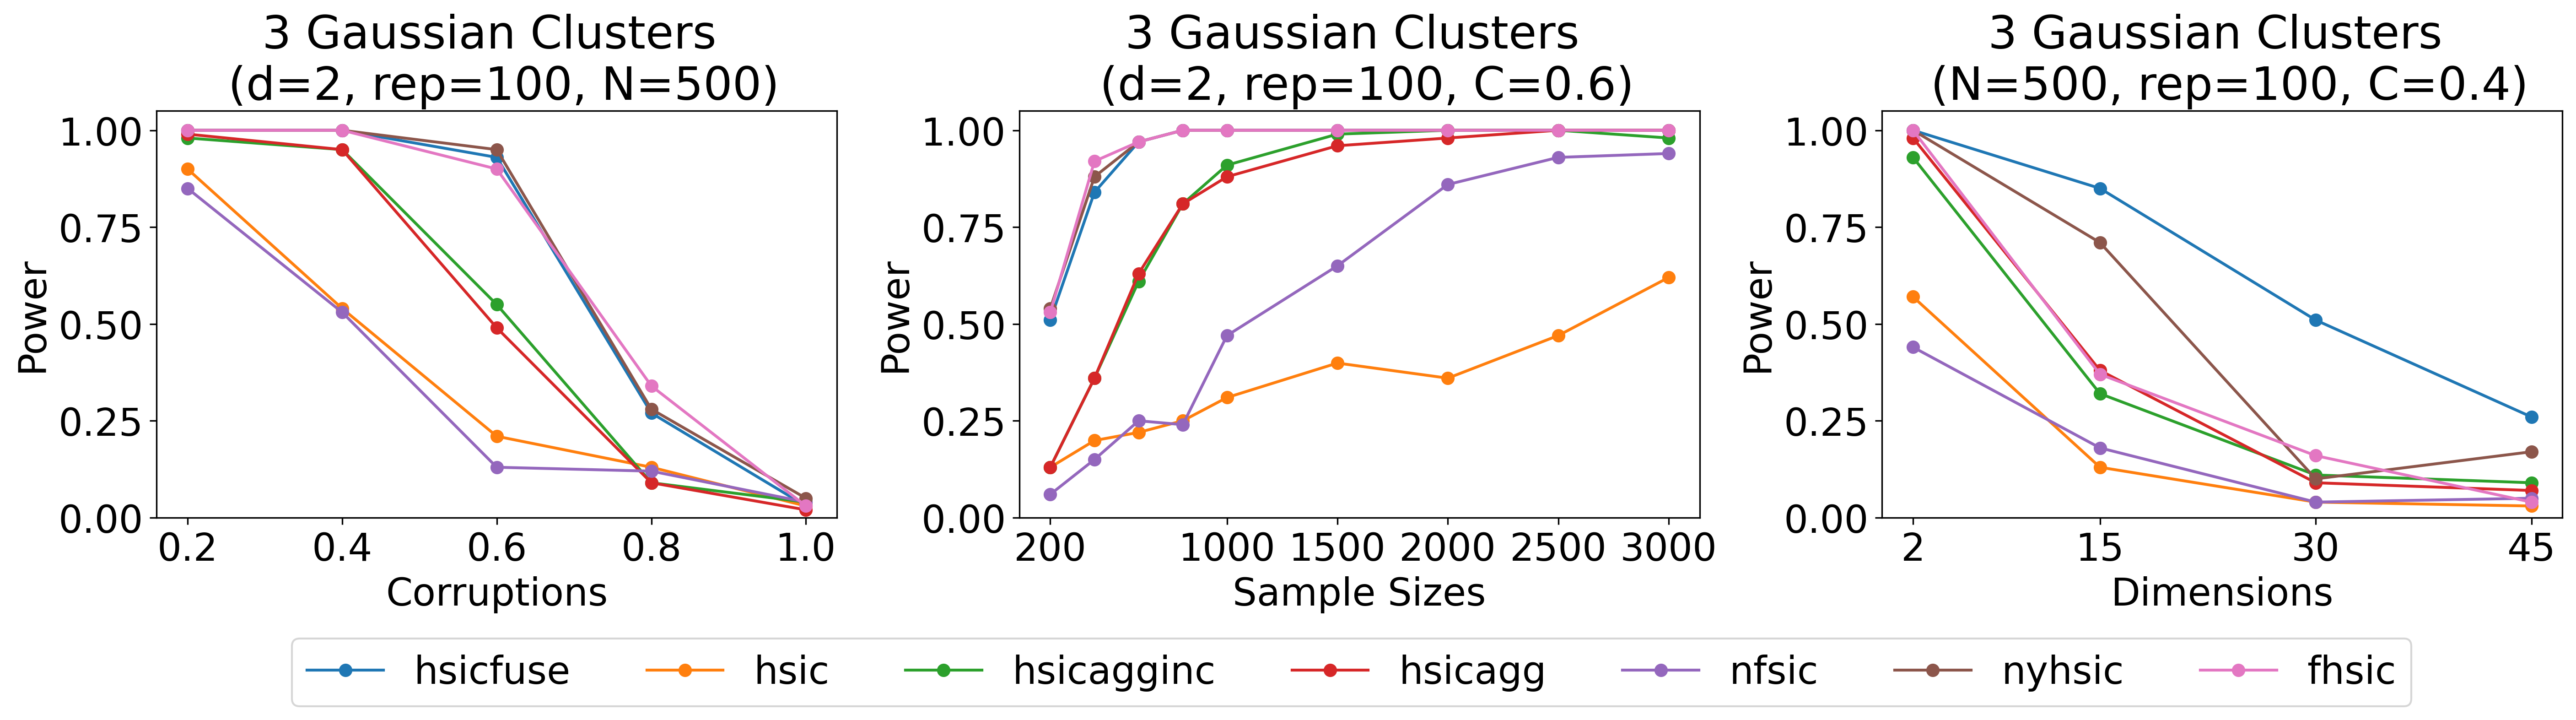 3 Gaussian Clusters
(d=2, rep=100, N=500)
1.00
0.75
0.50
0.25
0.00
Power
0.2 0.4 0.6 0.8 1.0
Corruptions
3 Gaussian Clusters
(d=2, rep=100, C=0.6)
1.00
0.75
0.50
0.25
0.00
Power
200 1000 1500 2000 2500 3000
Sample Sizes
3 Gaussian Clusters
(N=500, rep=100, C=0.4)
1.00
0.75
0.50
0.25
0.00
Power
2 15 30 45
Dimensions
hsicfuse hsic hsicagginc hsicagg nfsic nyhsic fhsic